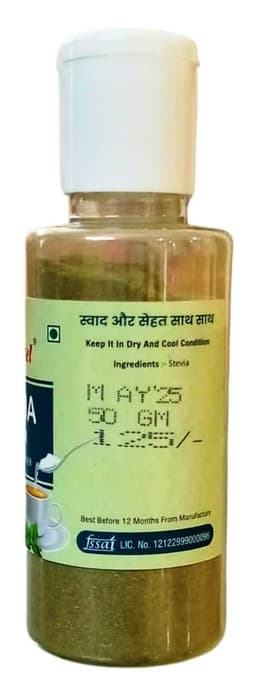 स्वाद और सेहत साथ साथ
Keep It In Dry And Cool Condition
Ingredients :- Stevia
MAY'25
50 GM
125/-
Best Before 12 Months From Manufacture
fssai LIC. No. 12122999000096